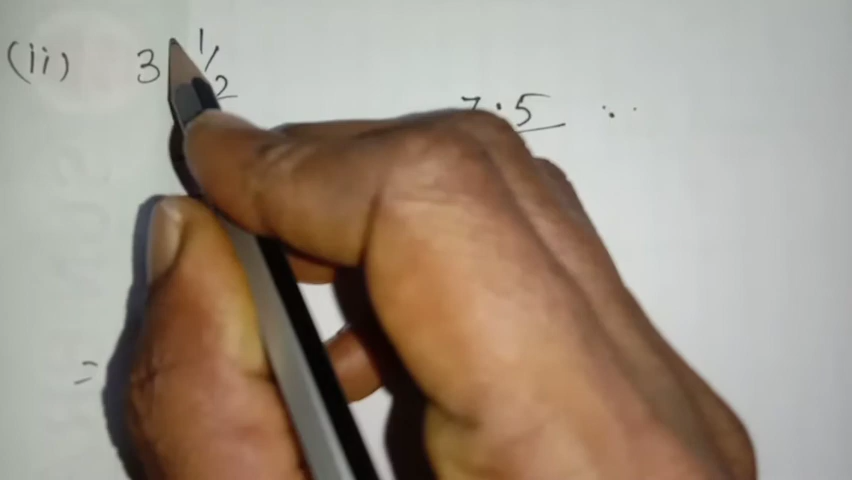 (ii) 3 1/2
7.5
=